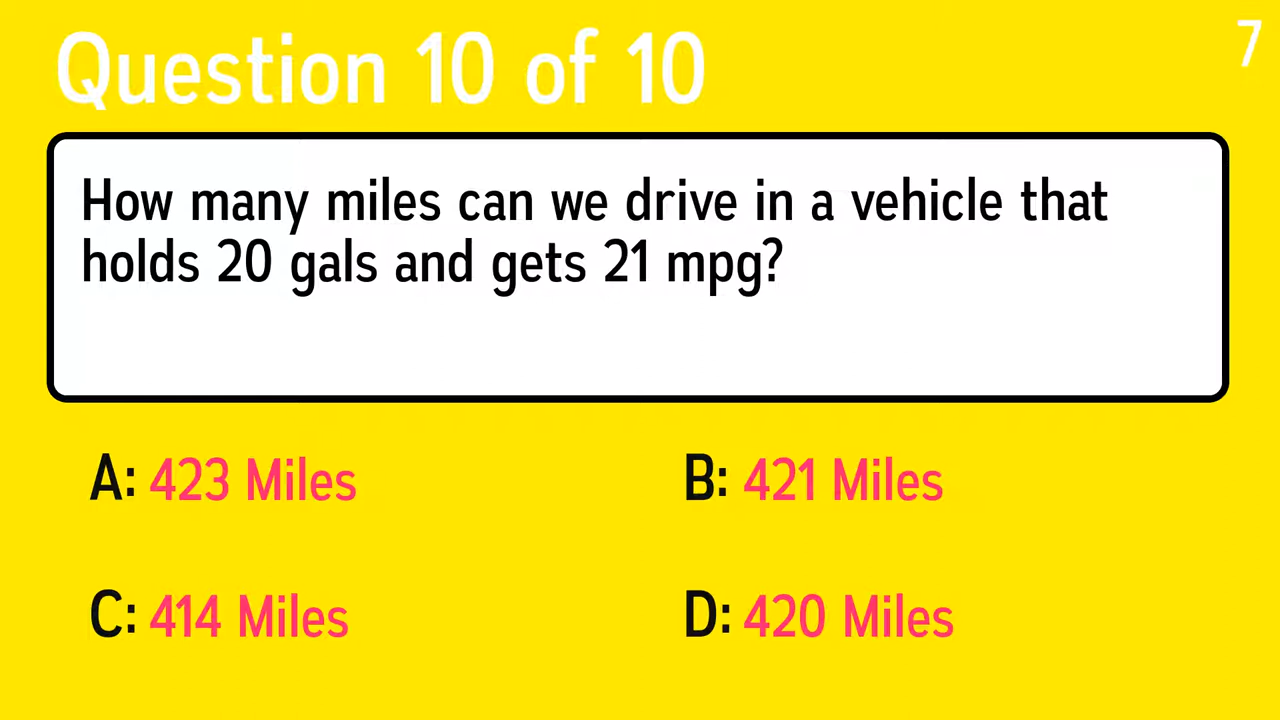 Question 10 of 10
7
How many miles can we drive in a vehicle that
holds 20 gals and gets 21 mpg?
A: 423 Miles
B: 421 Miles
C: 414 Miles
D: 420 Miles